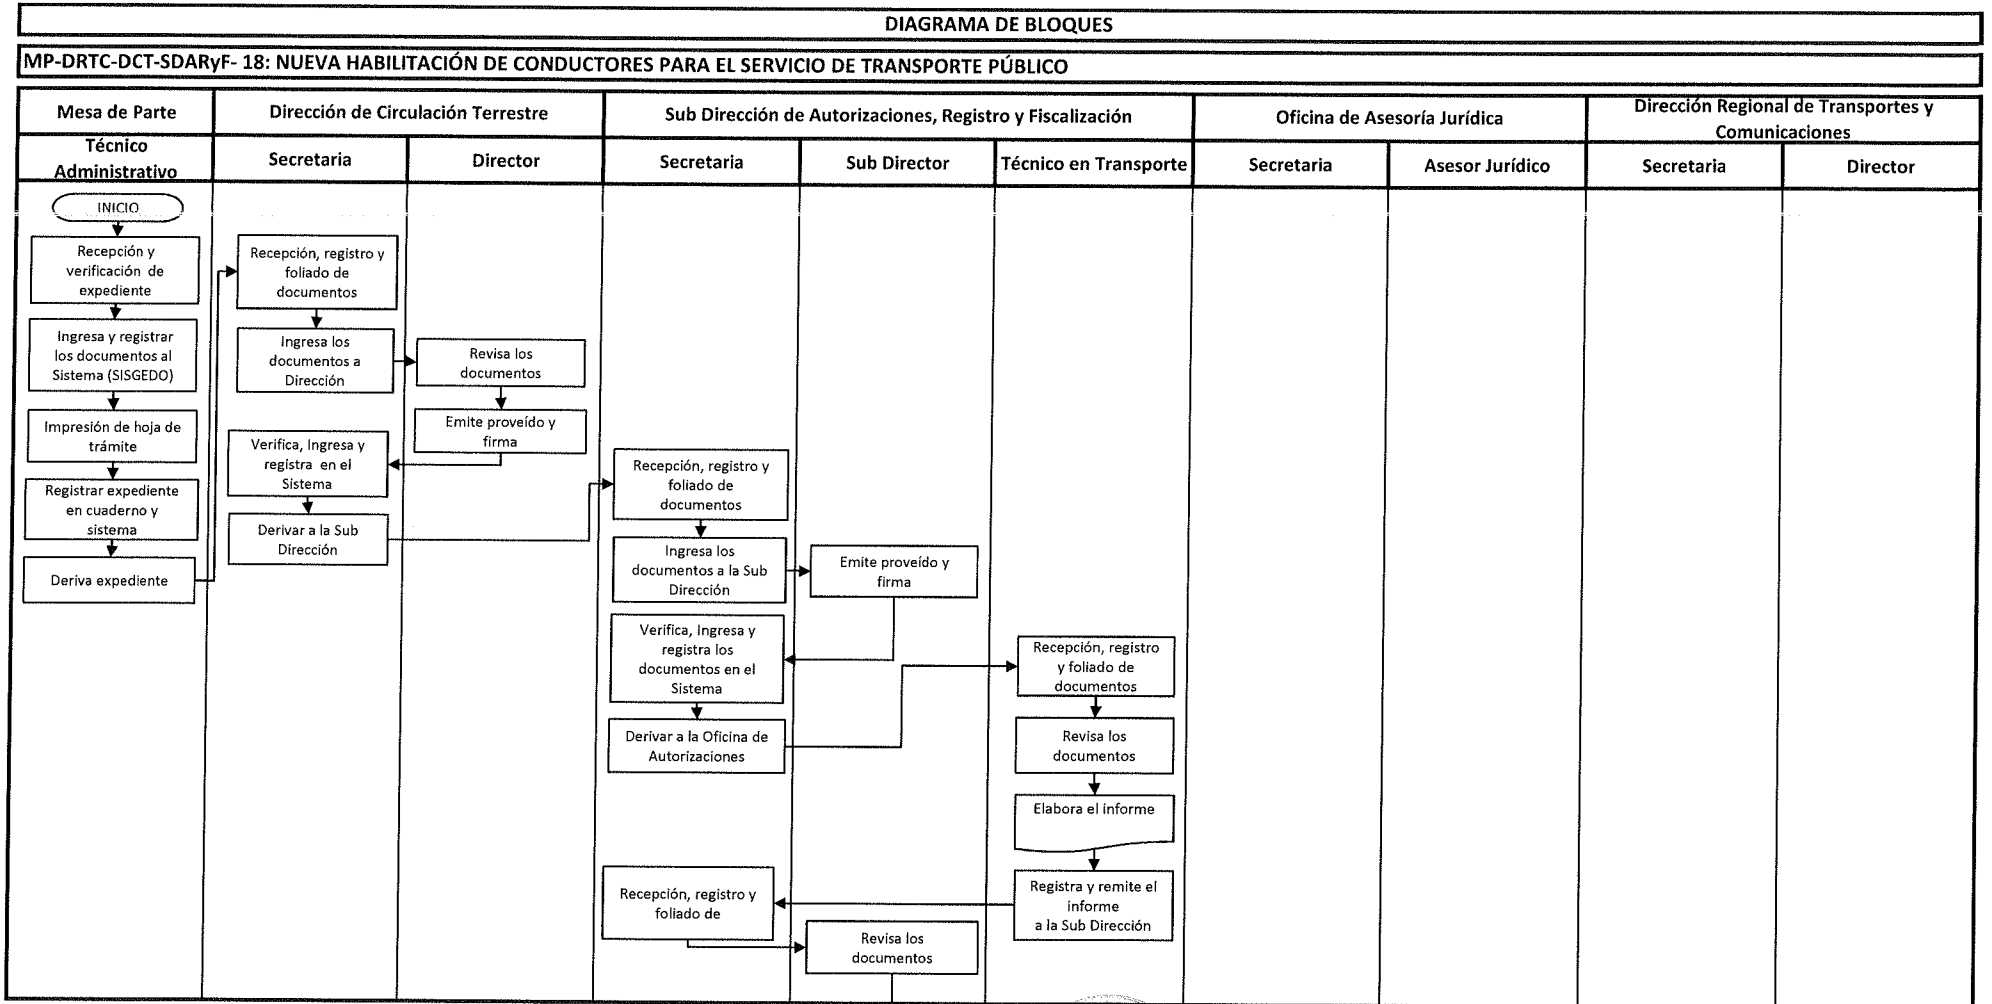 DIAGRAMA DE BLOQUES
MP-DRTC-DCT-SDARyF- 18: NUEVA HABILITACIÓN DE CONDUCTORES PARA EL SERVICIO DE TRANSPORTE PÚBLICO
Mesa de Parte
Dirección de Circulación Terrestre
Sub Dirección de Autorizaciones, Registro y Fiscalización
Oficina de Asesoría Jurídica
Dirección Regional de Transportes y
Comunicaciones
Técnico
Administrativo
Secretaria
Director
Secretaria
Sub Director
Técnico en Transporte
Secretaria
Asesor Jurídico
Secretaria
Director
INICIO
Recepción y
verificación de
expediente
Ingresa y registrar
los documentos al
Sistema (SISGEDO)
Impresión de hoja de
trámite
Registrar expediente
en cuaderno y
sistema
Deriva expediente
Recepción, registro y
foliado de
documentos
Ingresa los
documentos a
Dirección
Revisa los
documentos
Emite proveído y
firma
Verifica, Ingresa y
registra en el
Sistema
Derivar a la Sub
Dirección
Recepción, registro y
foliado de
documentos
Ingresa los
documentos a la Sub
Dirección
Emite proveído y
firma
Verifica, Ingresa y
registra los
documentos en el
Sistema
Derivar a la Oficina de
Autorizaciones
Recepción, registro
y foliado de
documentos
Revisa los
documentos
Elabora el informe
Registra y remite el
informe
a la Sub Dirección
Recepción, registro y
foliado de
Revisa los
documentos